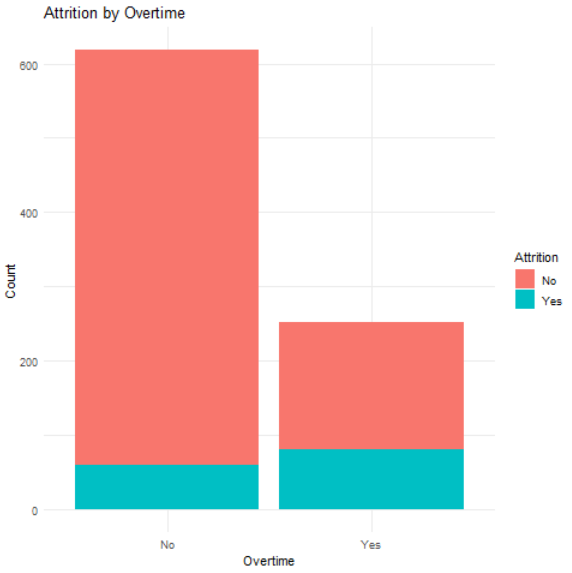 Attrition by Overtime
600
400
200
0
Count
No
Yes
Overtime
Attrition
No
Yes